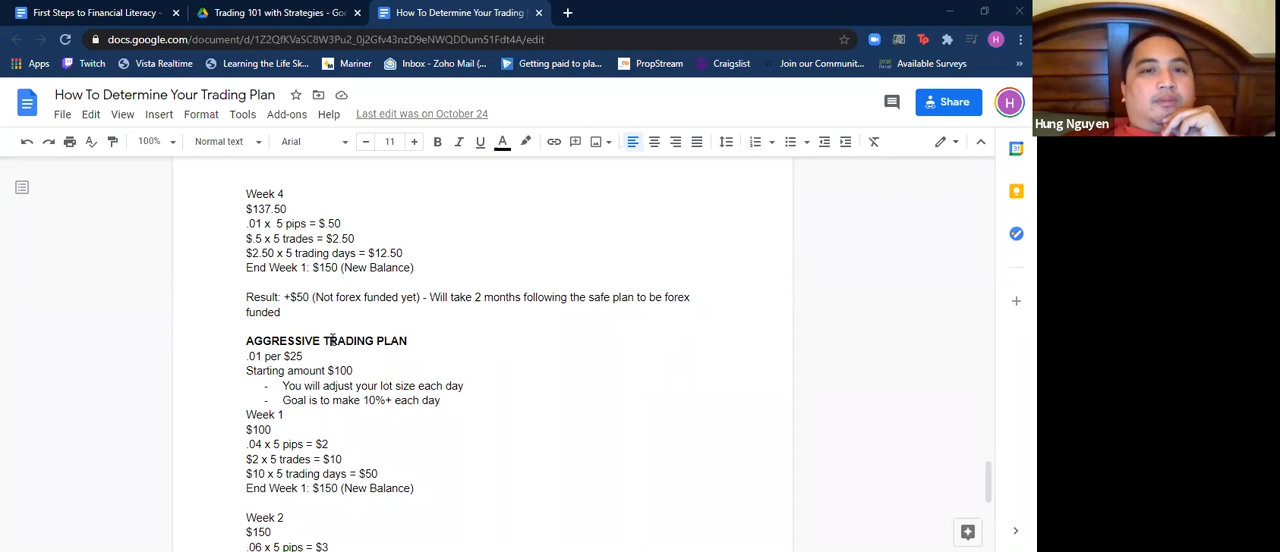 First Steps to Financial Literacy -
Trading 101 with Strategies - Goo
How To Determine Your Trading
docs.google.com/document/d/1Z2QfKVaSC8W3Pu2_0j2Gfv43nzD9eNWQDDum51Fdt4A/edit
Apps
Twitch
Vista Realtime
Learning the Life Sk...
Mariner
Inbox - Zoho Mail (...
Getting paid to pla...
PropStream
Craigslist
Join our Communit...
Available Surveys
»
How To Determine Your Trading Plan
File Edit View Insert Format Tools Add-ons Help Last edit was on October 24
Share
H
100% Normal text Arial 11
Week 4
$137.50
.01 x 5 pips = $.50
$.5 x 5 trades = $2.50
$2.50 x 5 trading days = $12.50
End Week 1: $150 (New Balance)
Result: +$50 (Not forex funded yet) - Will take 2 months following the safe plan to be forex
funded
AGGRESSIVE TRADING PLAN
.01 per $25
Starting amount $100
- You will adjust your lot size each day
- Goal is to make 10%+ each day
Week 1
$100
.04 x 5 pips = $2
$2 x 5 trades = $10
$10 x 5 trading days = $50
End Week 1: $150 (New Balance)
Week 2
$150
.06 x 5 pips = $3
Hung Nguyen